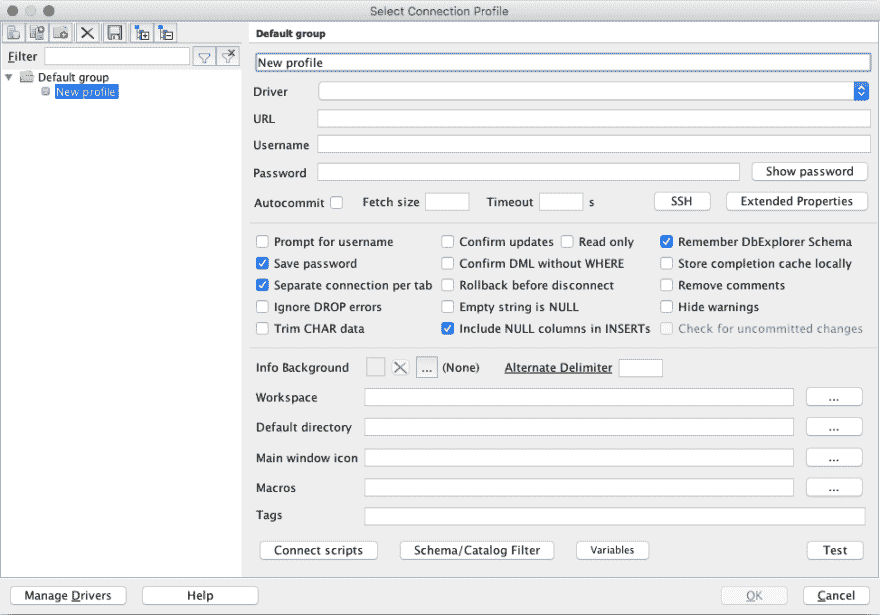 Select Connection Profile
Filter
Default group
New profile
Default group
New profile
Driver
URL
Username
Password Show password
Autocommit Fetch size Timeout s SSH Extended Properties
Prompt for username Confirm updates Read only Remember DbExplorer Schema
Save password Confirm DML without WHERE Store completion cache locally
Separate connection per tab Rollback before disconnect Remove comments
Ignore DROP errors Empty string is NULL Hide warnings
Trim CHAR data Include NULL columns in INSERTs Check for uncommitted changes
Info Background ... (None) Alternate Delimiter
Workspace ...
Default directory ...
Main window icon ...
Macros ...
Tags
Connect scripts Schema/Catalog Filter Variables Test
Manage Drivers Help OK Cancel